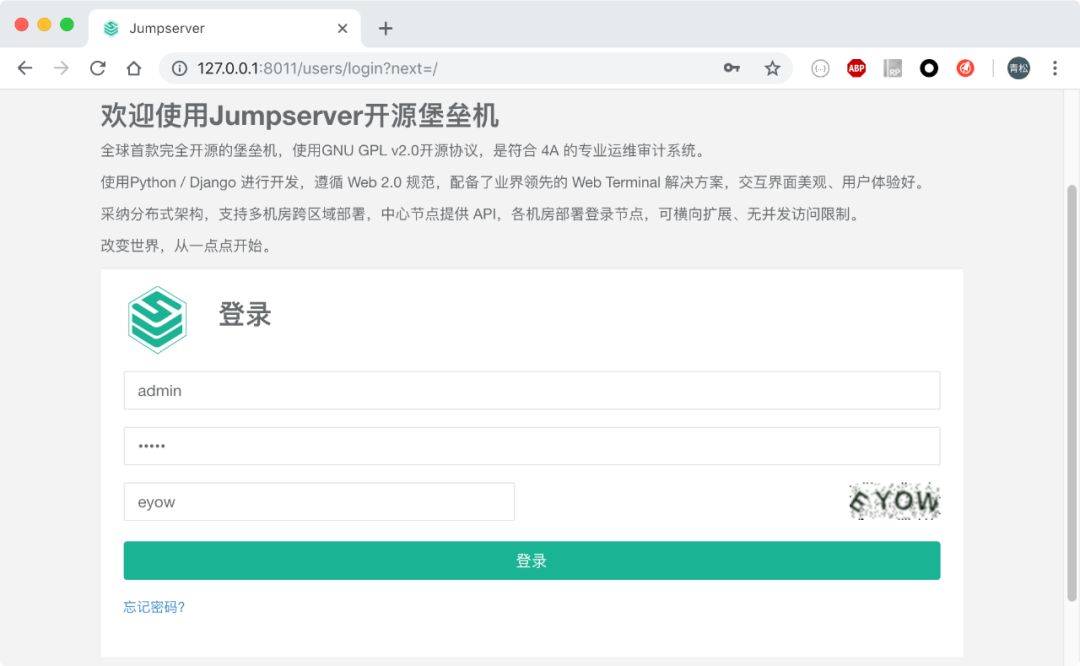 Jumpserver
127.0.0.1:8011/users/login?next=/
ABP
RP
青松
欢迎使用Jumpserver开源堡垒机
全球首款完全开源的堡垒机，使用GNU GPL v2.0开源协议，是符合 4A 的专业运维审计系统。
使用Python / Django 进行开发，遵循 Web 2.0 规范，配备了业界领先的 Web Terminal 解决方案，交互界面美观、用户体验好。
采纳分布式架构，支持多机房跨区域部署，中心节点提供 API，各机房部署登录节点，可横向扩展、无并发访问限制。
改变世界，从一点点开始。
登录
admin
•••••
eyow
EYOW
登录
忘记密码?